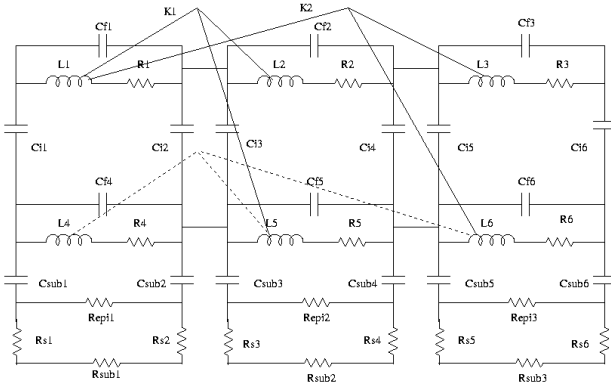 K1 K2
Cf1 Cf2 Cf3
L1 R1 L2 R2 L3 R3
Ci1 Ci2 Ci3 Ci4 Ci5 Ci6
Cf4 Cf5 Cf6
L4 R4 L5 R5 L6 R6
Csub1 Csub2 Csub3 Csub4 Csub5 Csub6
Repi1 Repi2 Repi3
Rs1 Rs2 Rs3 Rs4 Rs5 Rs6
Rsub1 Rsub2 Rsub3